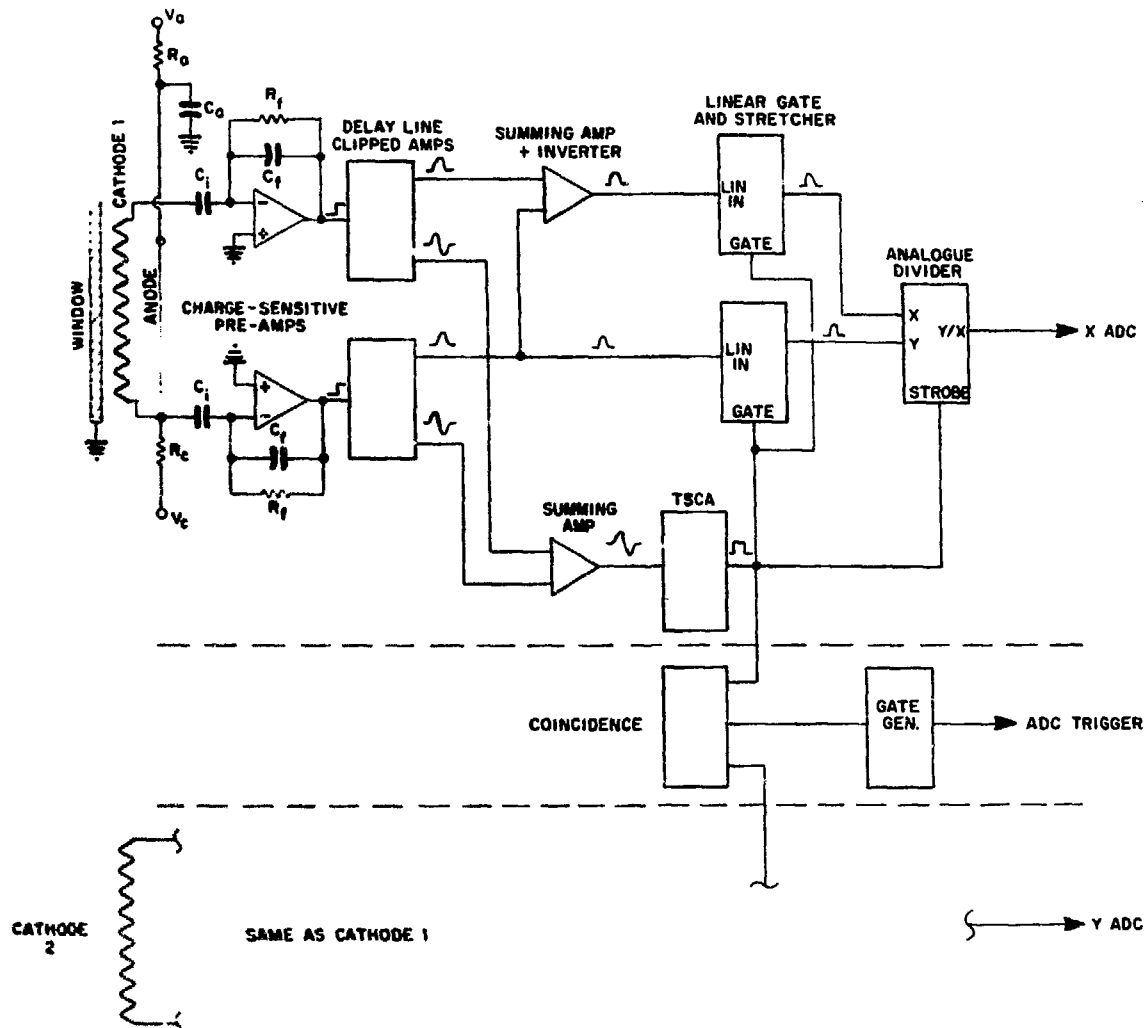 Va
Ra
Ca
CATHODE 1
Ci
Rf
Cf
DELAY LINE
CLIPPED AMPS
SUMMING AMP
+ INVERTER
LINEAR GATE
AND STRETCHER
LIN
IN
GATE
ANALOGUE
DIVIDER
X
Y
Y/X
STROBE
X ADC
WINDOW
ANODE
CHARGE-SENSITIVE
PRE-AMPS
LIN
IN
GATE
Ci
Cf
Rf
Rc
Vc
SUMMING
AMP
TSCA
COINCIDENCE
GATE
GEN.
ADC TRIGGER
CATHODE
2
SAME AS CATHODE 1
Y ADC